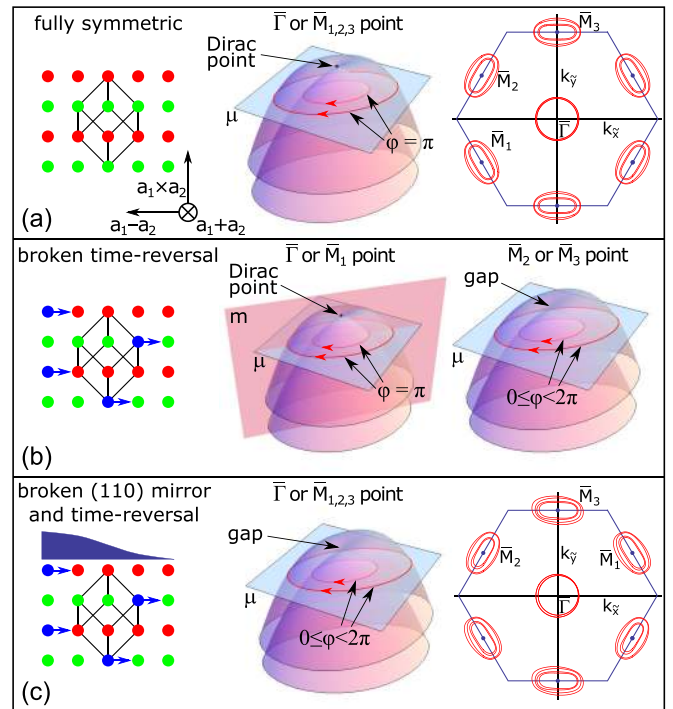 fully symmetric
Γ̅ or M̅₁,₂,₃ point
Dirac
point
μ
φ = π
M̅₃
M̅₂
k_ỹ
Γ̅
k_x̃
M̅₁
a₁×a₂
a₁−a₂
a₁+a₂
(a)
broken time-reversal
Γ̅ or M̅₁ point
M̅₂ or M̅₃ point
Dirac
point
gap
m
μ
μ
φ = π
0≤φ<2π
(b)
broken (110) mirror
and time-reversal
Γ̅ or M̅₁,₂,₃ point
gap
μ
0≤φ<2π
M̅₃
M̅₂
k_ỹ
M̅₁
Γ̅
k_x̃
(c)